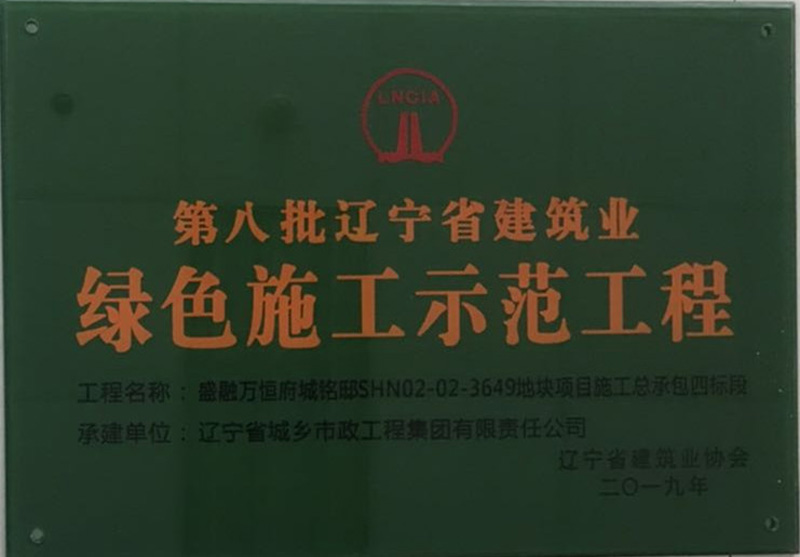 LNCIA
第八批辽宁省建筑业
绿色施工示范工程
工程名称：盛融万恒府城铭邸SHN02-02-3649地块项目施工总承包四标段
承建单位：辽宁省城乡市政工程集团有限责任公司
辽宁省建筑业协会
二〇一九年